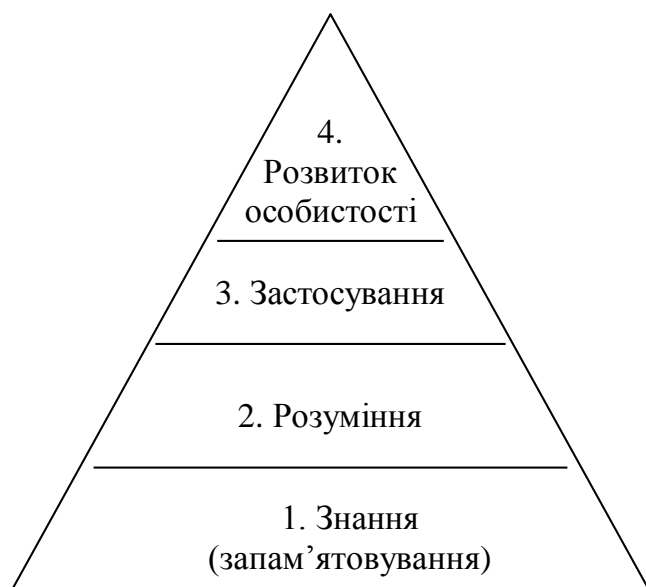 4.
Розвиток
особистості
3. Застосування
2. Розуміння
1. Знання
(запам’ятовування)